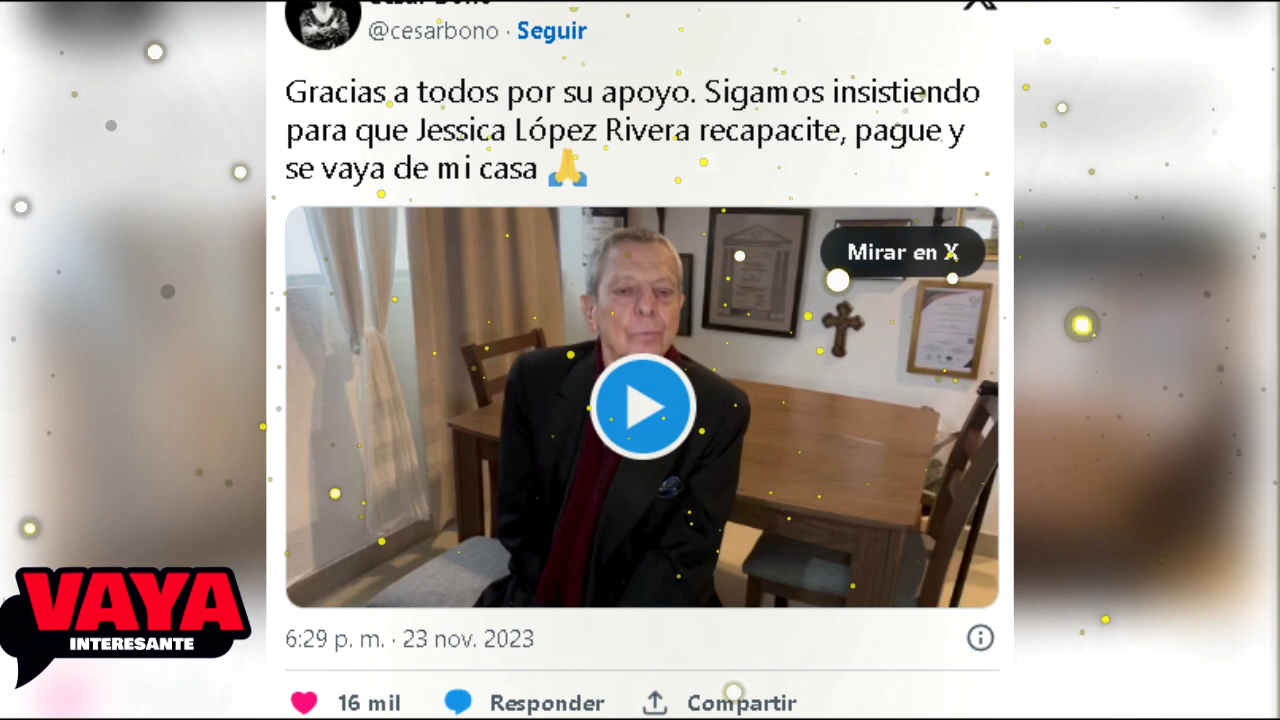 @cesarbono · Seguir
Gracias a todos por su apoyo. Sigamos insistiendo
para que Jessica López Rivera recapacite, pague y
se vaya de mi casa 🙏
Mirar en X
VAYA
INTERESANTE
6:29 p. m. · 23 nov. 2023
16 mil
Responder
Compartir